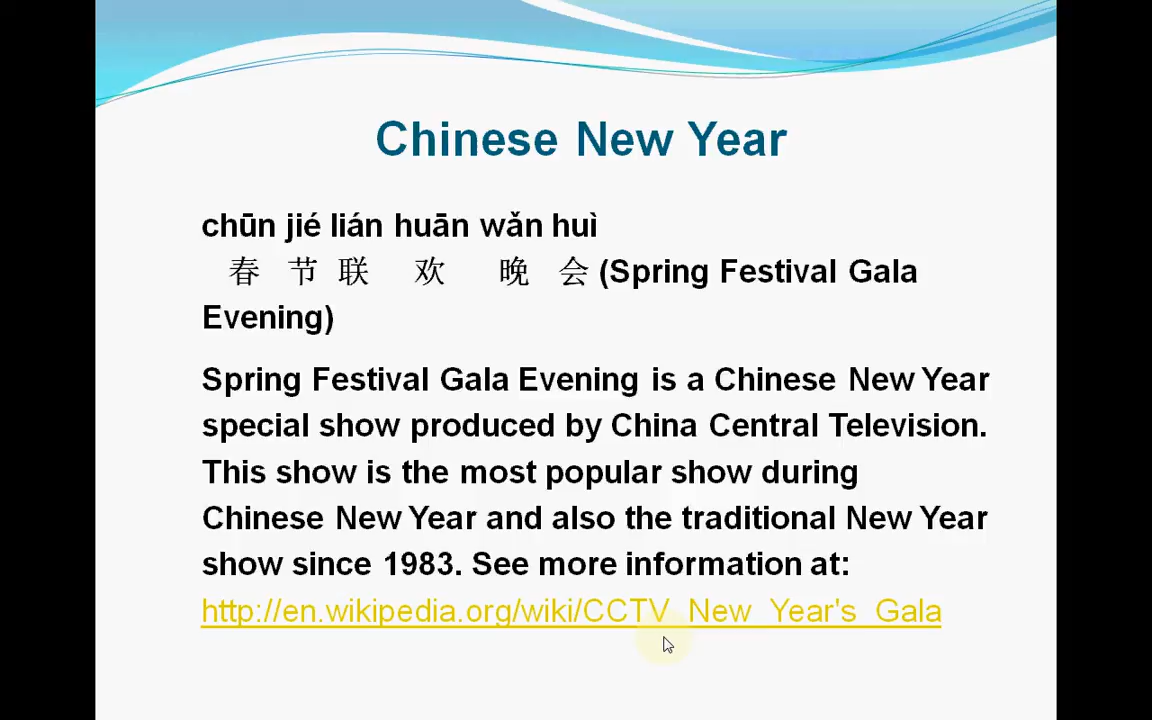 Chinese New Year
chūn jié lián huān wǎn huì
春 节 联 欢 晚 会 (Spring Festival Gala
Evening)
Spring Festival Gala Evening is a Chinese New Year
special show produced by China Central Television.
This show is the most popular show during
Chinese New Year and also the traditional New Year
show since 1983. See more information at:
http://en.wikipedia.org/wiki/CCTV_New_Year's_Gala